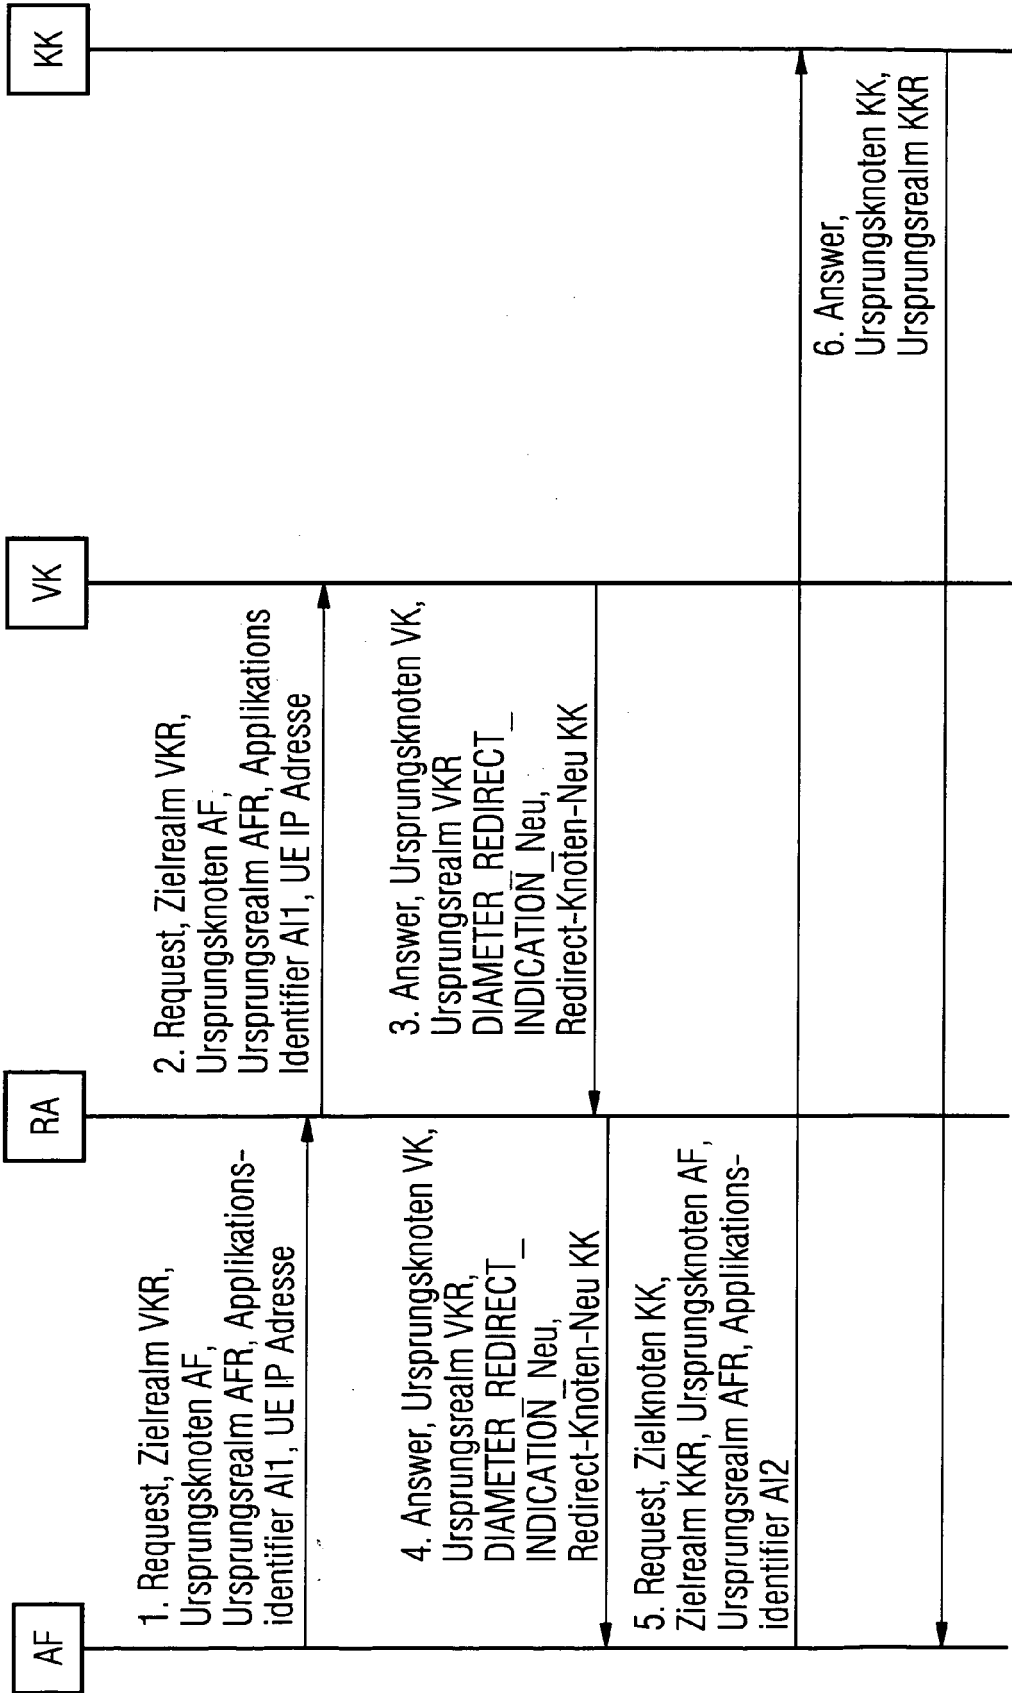 AF
RA
VK
KK
1. Request, Zielrealm VKR,
Ursprungsknoten AF,
Ursprungsrealm AFR, Applikations-
identifier AI1, UE IP Adresse
2. Request, Zielrealm VKR,
Ursprungsknoten AF,
Ursprungsrealm AFR, Applikations
Identifier AI1, UE IP Adresse
3. Answer, Ursprungsknoten VK,
Ursprungsrealm VKR
DIAMETER_REDIRECT_
INDICATION_Neu,
Redirect-Knoten-Neu KK
4. Answer, Ursprungsknoten VK,
Ursprungsrealm VKR,
DIAMETER_REDIRECT_
INDICATION_Neu,
Redirect-Knoten-Neu KK
5. Request, Zielknoten KK,
Zielrealm KKR, Ursprungsknoten AF,
Ursprungsrealm AFR, Applikations-
identifier AI2
6. Answer,
Ursprungsknoten KK,
Ursprungsrealm KKR